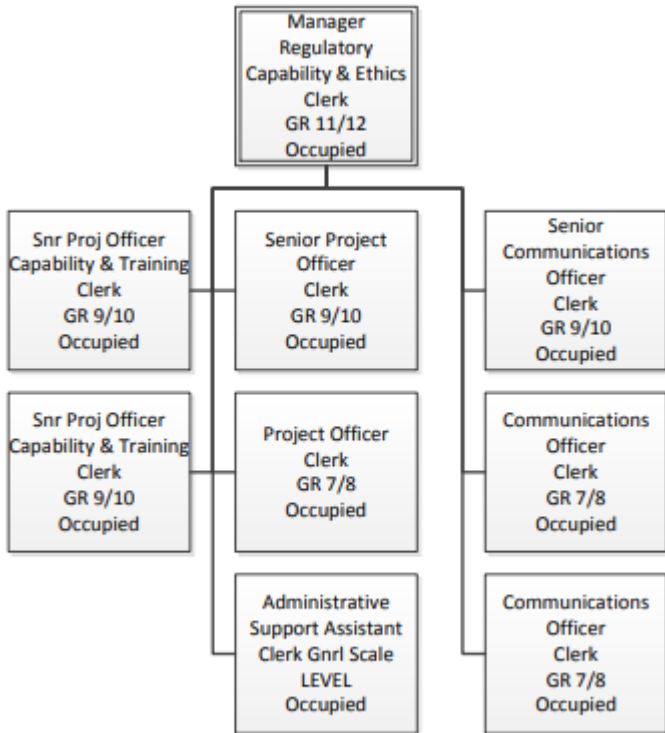 Manager
Regulatory
Capability & Ethics
Clerk
GR 11/12
Occupied
Snr Proj Officer
Capability & Training
Clerk
GR 9/10
Occupied
Senior Project
Officer
Clerk
GR 9/10
Occupied
Senior
Communications
Officer
Clerk
GR 9/10
Occupied
Snr Proj Officer
Capability & Training
Clerk
GR 9/10
Occupied
Project Officer
Clerk
GR 7/8
Occupied
Communications
Officer
Clerk
GR 7/8
Occupied
Administrative
Support Assistant
Clerk Gnrl Scale
LEVEL
Occupied
Communications
Officer
Clerk
GR 7/8
Occupied